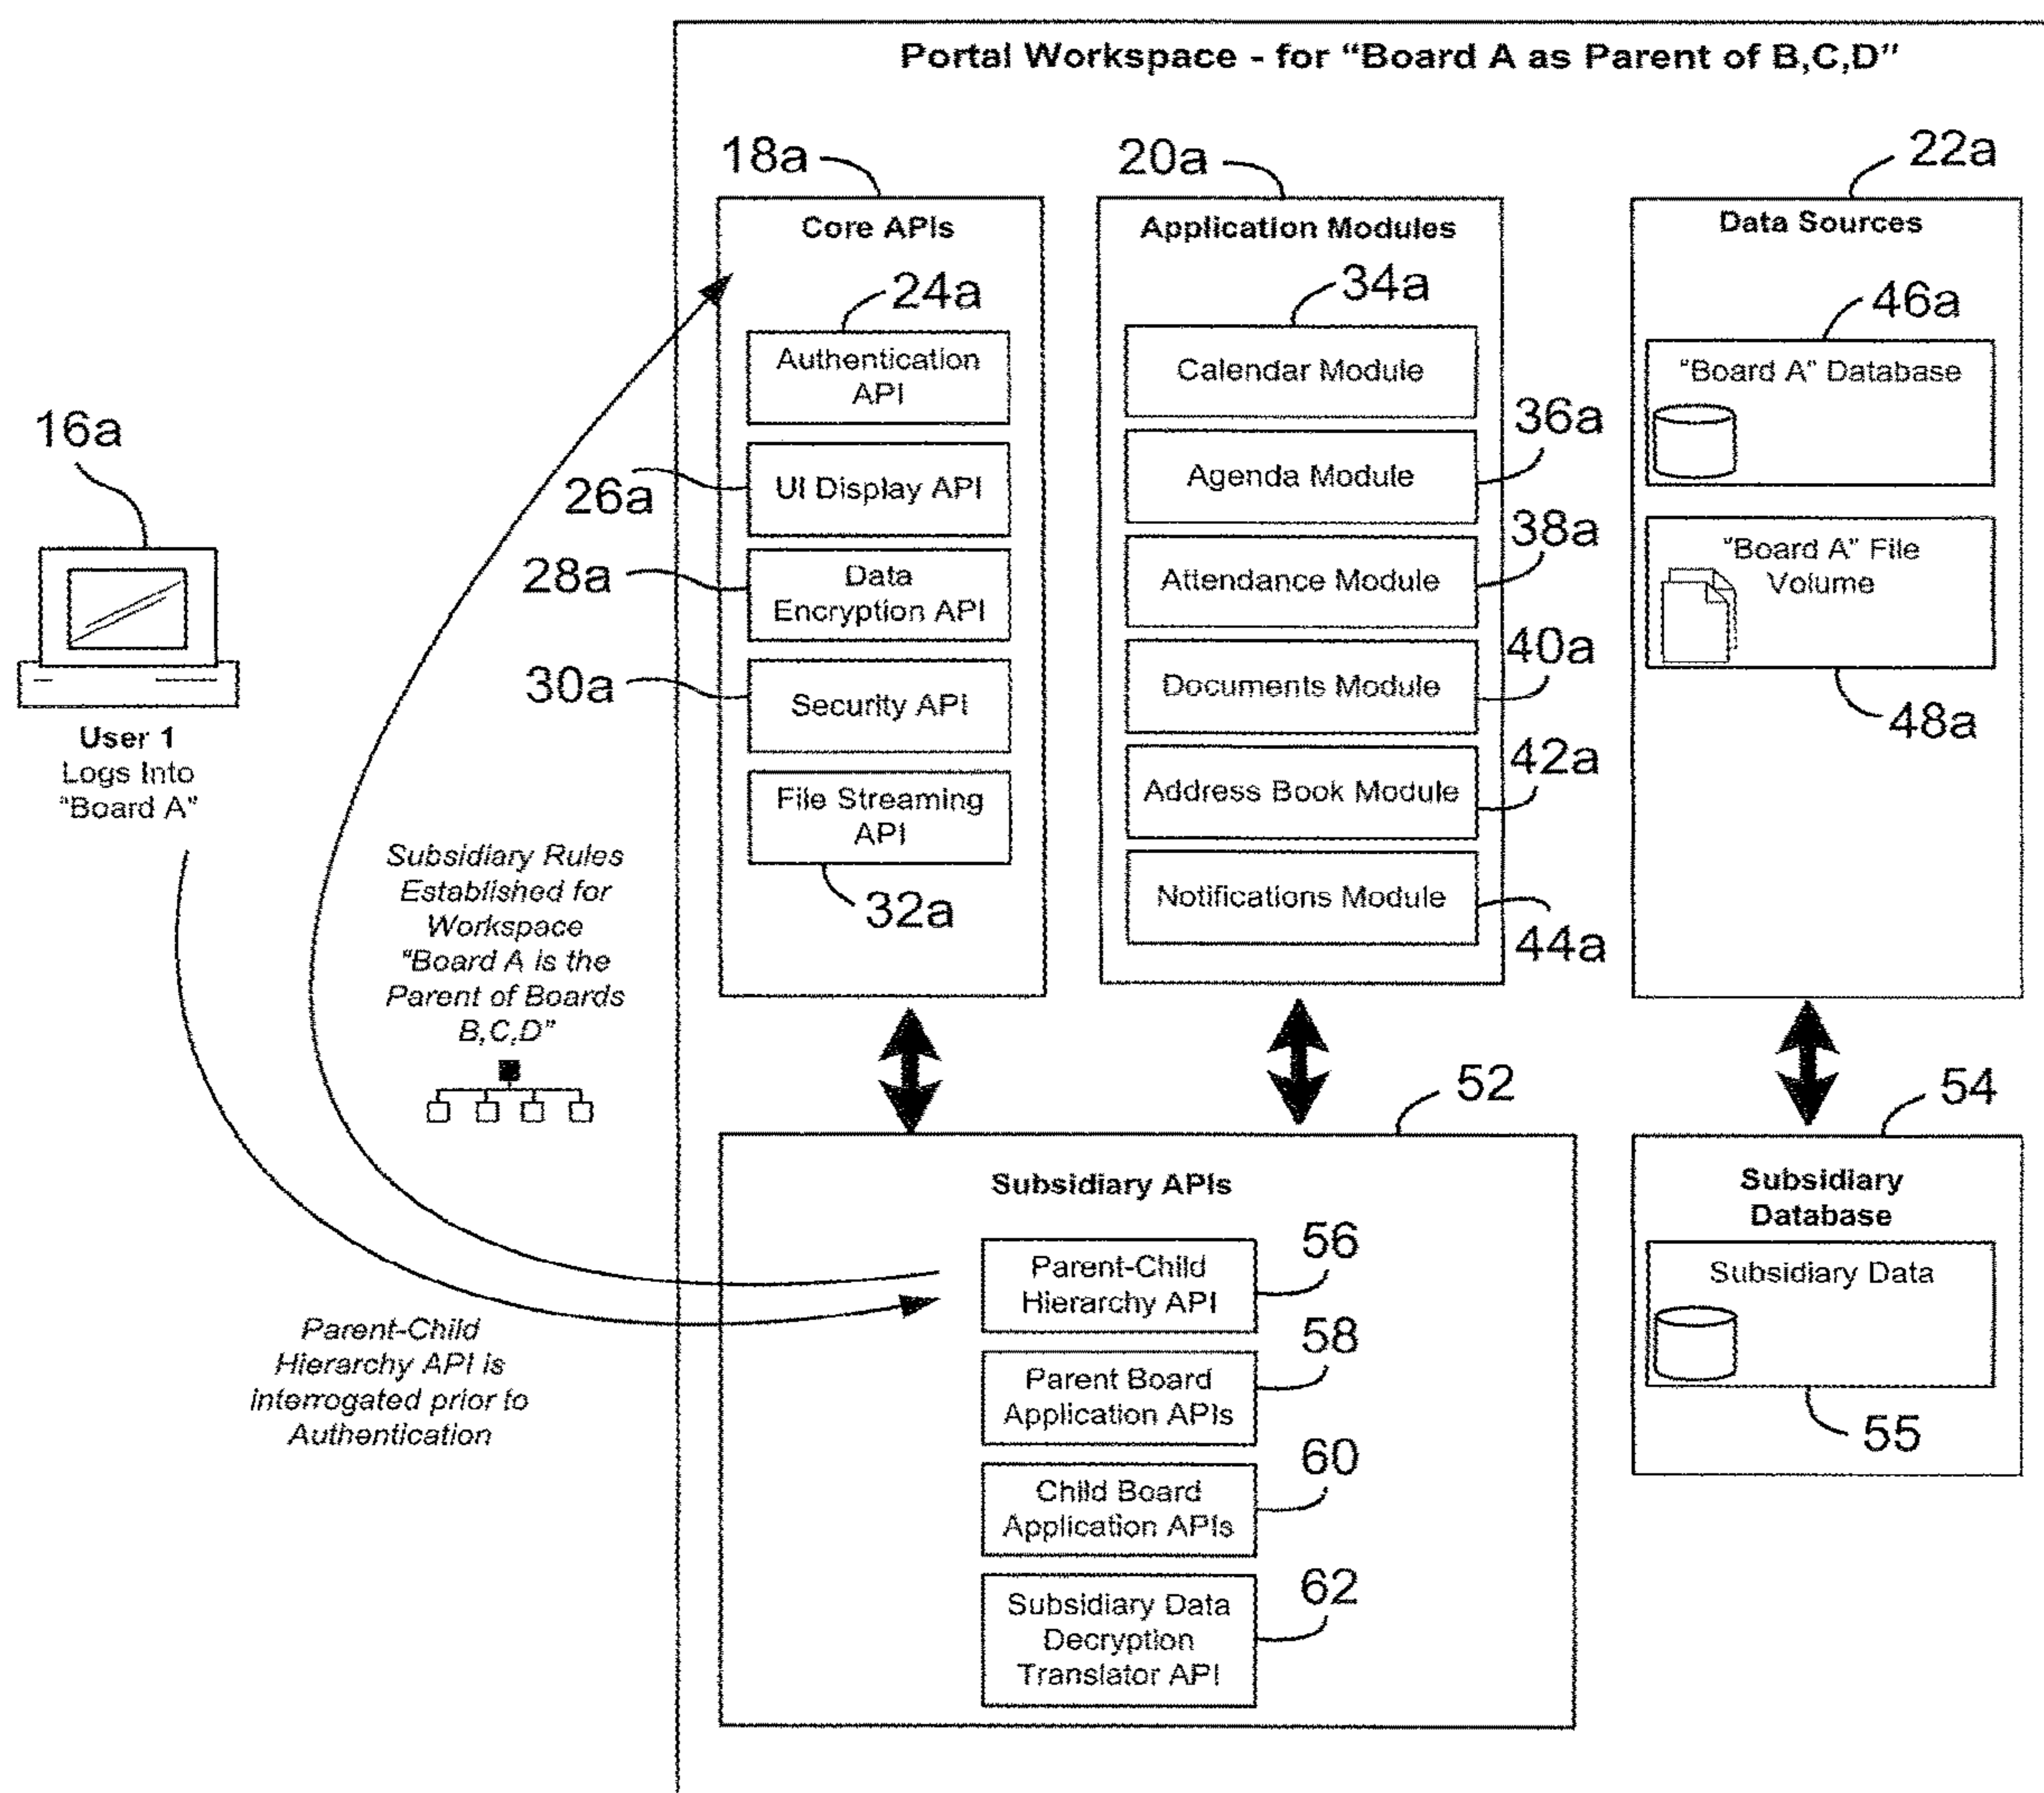 Portal Workspace - for "Board A as Parent of B,C,D"
18a
20a
22a
Core APIs
Application Modules
Data Sources
24a
34a
46a
Authentication
API
Calendar Module
"Board A" Database
16a
26a
UI Display API
Agenda Module
36a
28a
Data
Encryption API
Attendance Module
38a
"Board A" File
Volume
30a
Security API
Documents Module
40a
48a
User 1
Logs Into
"Board A"
File Streaming
API
32a
Address Book Module
42a
Notifications Module
44a
Subsidiary Rules
Established for
Workspace
"Board A is the
Parent of Boards
B,C,D"
52
54
Subsidiary APIs
Subsidiary
Database
Parent-Child
Hierarchy API
56
Subsidiary Data
55
Parent Board
Application APIs
58
Child Board
Application APIs
60
Subsidiary Data
Decryption
Translator API
62
Parent-Child
Hierarchy API is
interrogated prior to
Authentication